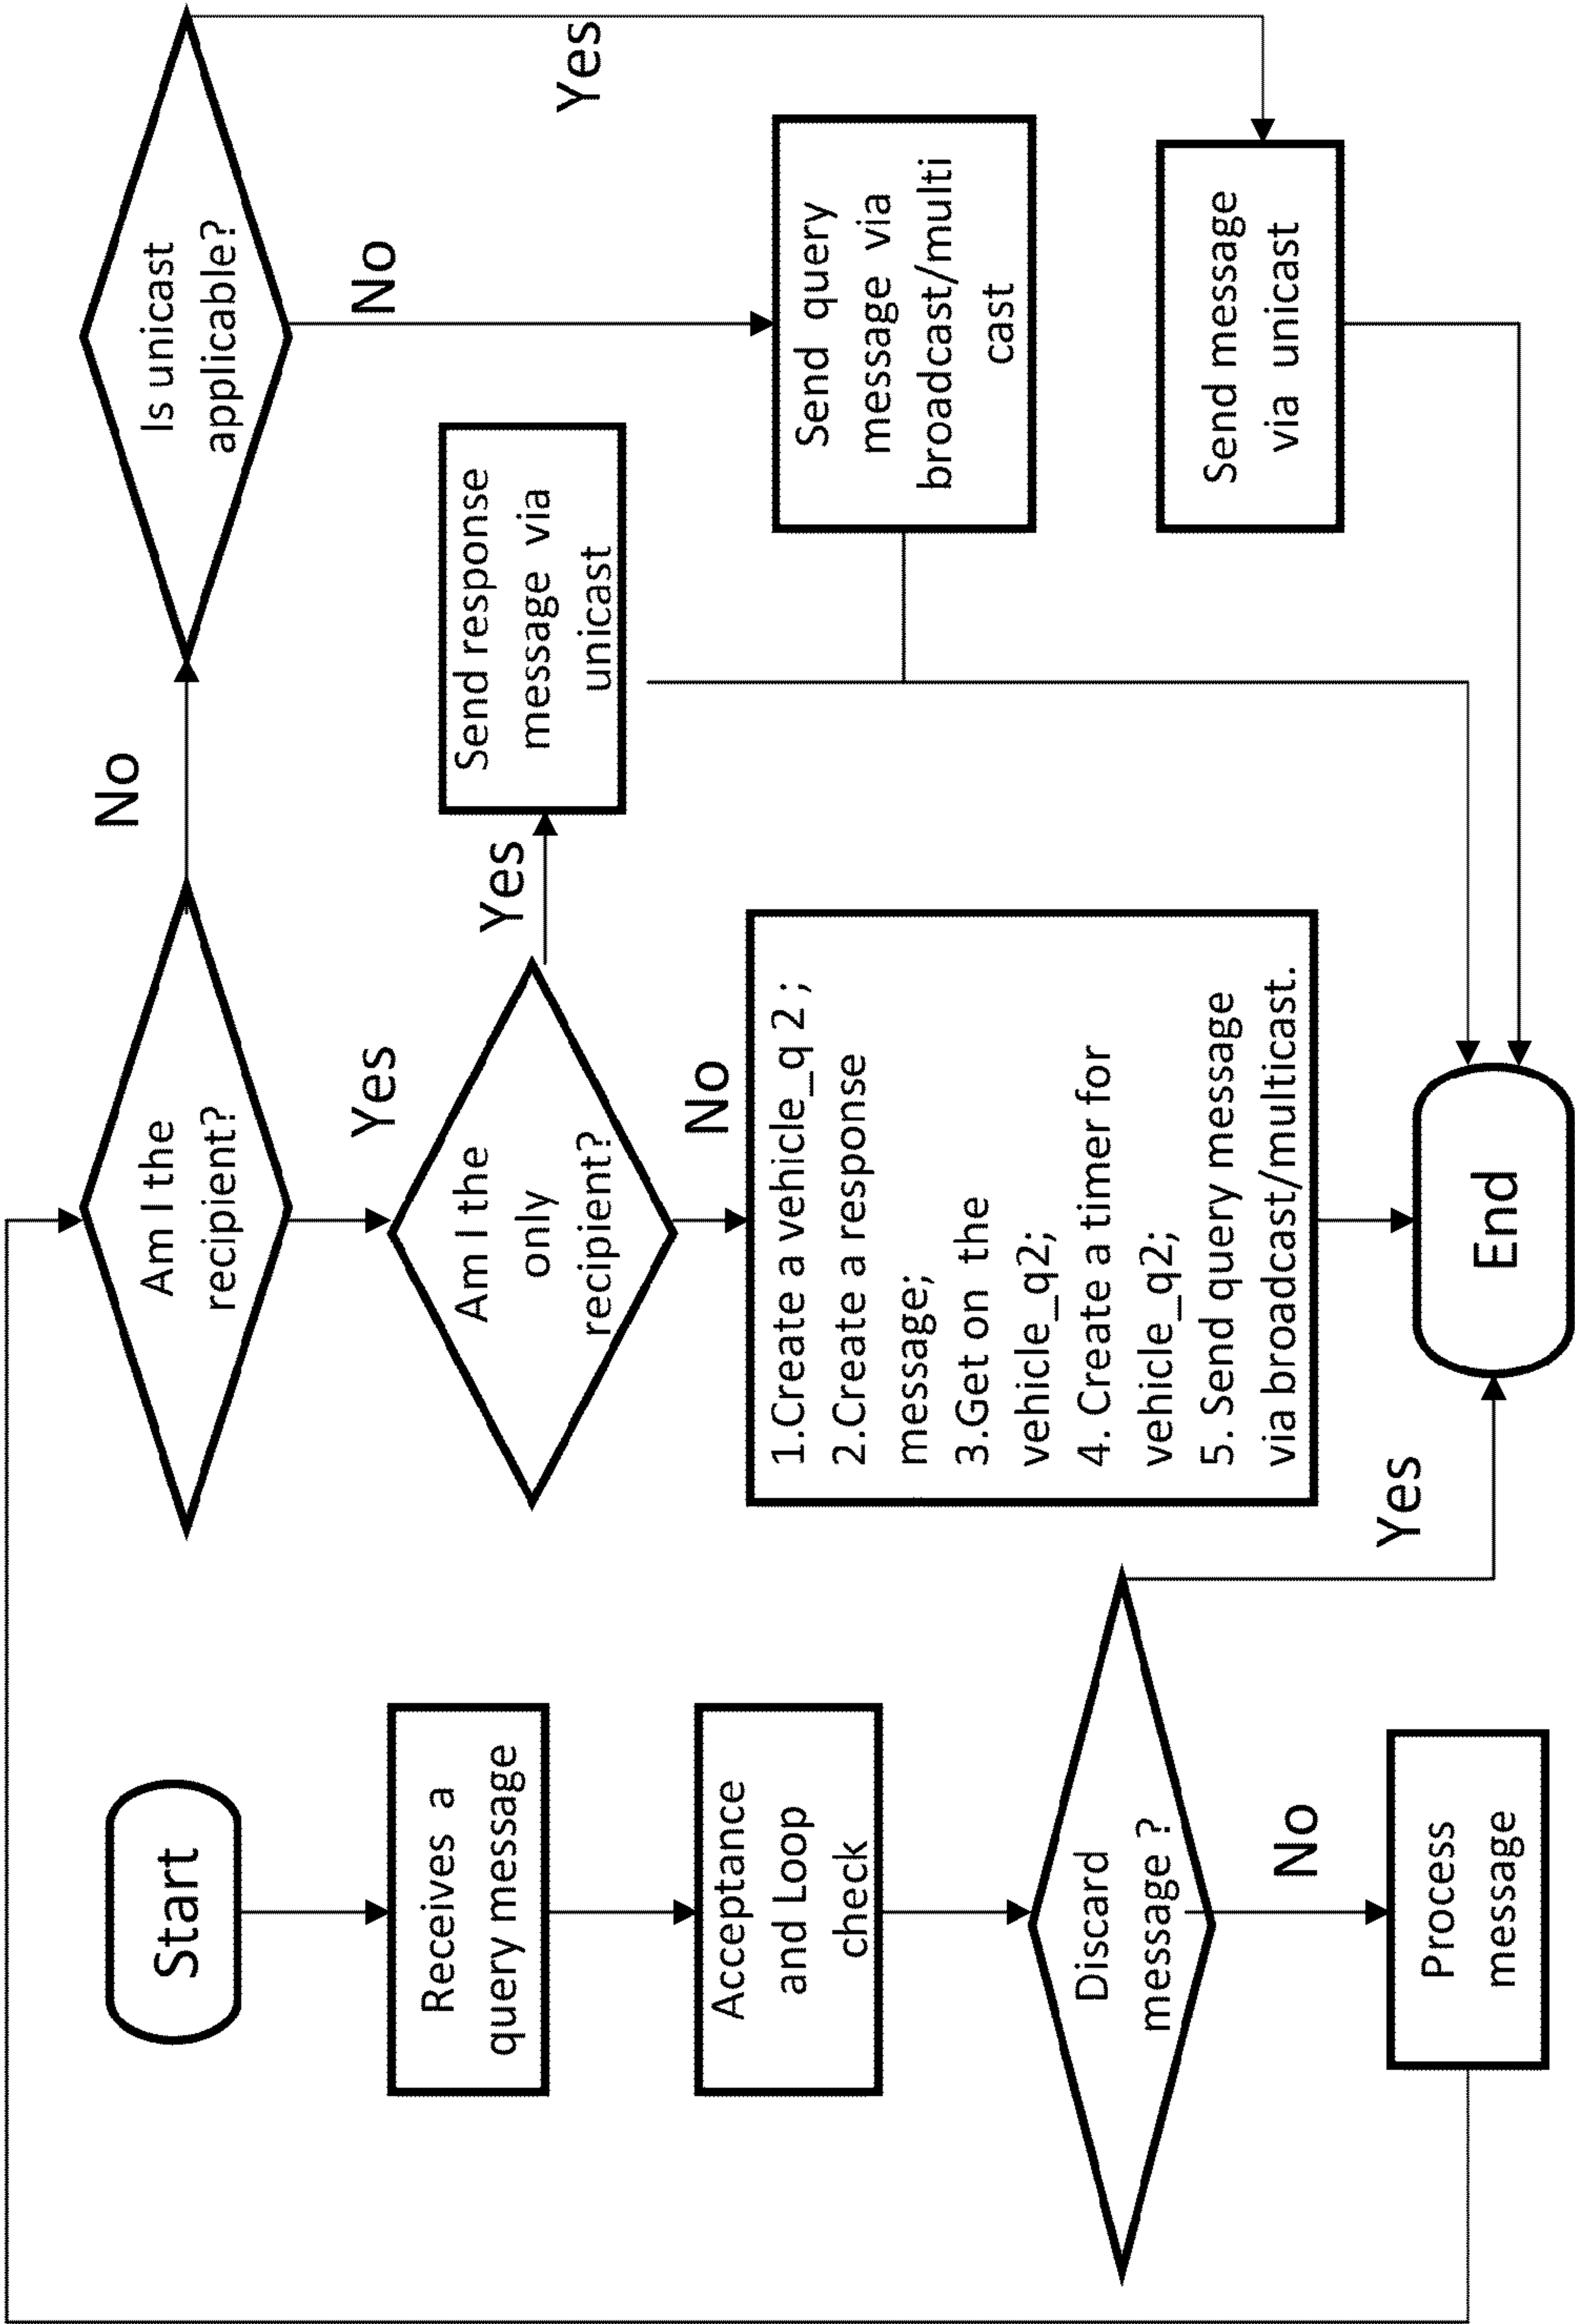 Start
Receives a
query message
Acceptance
and Loop
check
Discard
message ?
Yes
No
Process
message
Am I the
recipient?
No
Yes
Am I the
only
recipient?
Yes
No
1.Create a vehicle_q 2 ;
2.Create a response
message;
3.Get on the
vehicle_q2;
4. Create a timer for
vehicle_q2;
5. Send query message
via broadcast/multicast.
Send response
message via
unicast
Is unicast
applicable?
No
Yes
Send query
message via
broadcast/multi
cast
Send message
via unicast
End